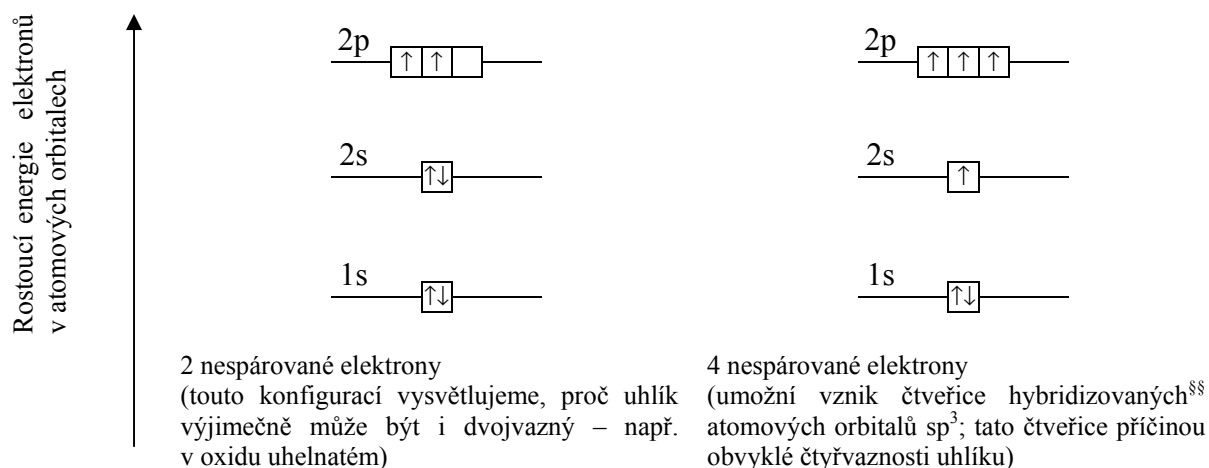 Rostoucí energie elektronů
v atomových orbitalech
2p
↑ ↑
2s
↑↓
1s
↑↓
2 nespárované elektrony
(touto konfigurací vysvětlujeme, proč uhlík
výjimečně může být i dvojvazný – např.
v oxidu uhelnatém)
2p
↑ ↑ ↑
2s
↑
1s
↑↓
4 nespárované elektrony
(umožní vznik čtveřice hybridizovaných§§
atomových orbitalů sp³; tato čtveřice příčinou
obvyklé čtyřvaznosti uhlíku)